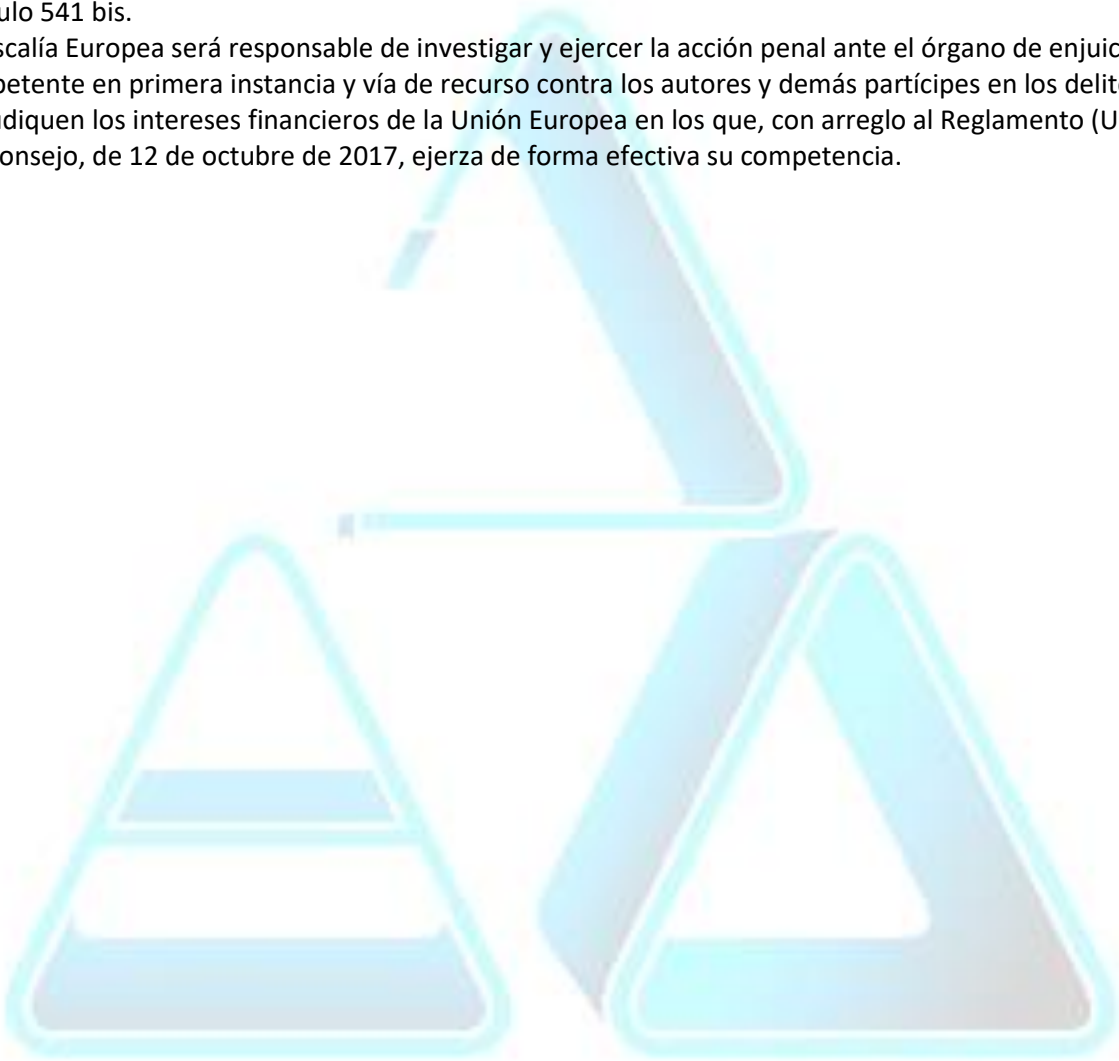 ulo 541 bis.
scalía Europea será responsable de investigar y ejercer la acción penal ante el órgano de enjuic
petente en primera instancia y vía de recurso contra los autores y demás partícipes en los delit
udiquen los intereses financieros de la Unión Europea en los que, con arreglo al Reglamento (U
onsejo, de 12 de octubre de 2017, ejerza de forma efectiva su competencia.